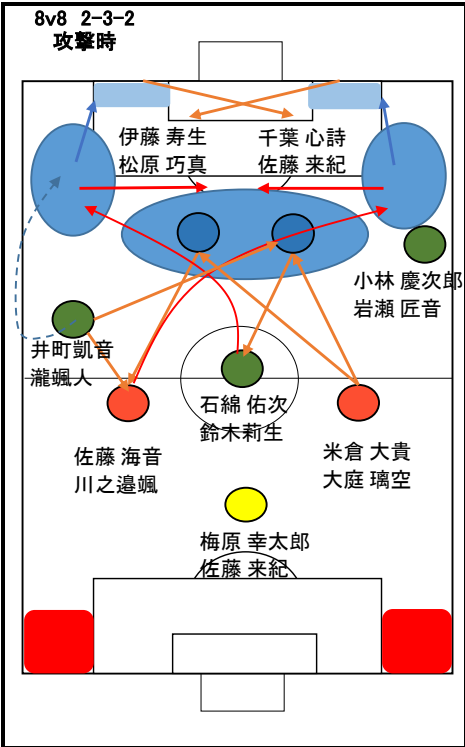 8v8 2-3-2
攻撃時
伊藤 寿生
松原 巧真
千葉 心詩
佐藤 来紀
小林 慶次郎
岩瀬 匠音
井町凱音
瀧颯人
石綿 佑次
鈴木莉生
佐藤 海音
川之邉颯
米倉 大貴
大庭 璃空
梅原 幸太郎
佐藤 来紀